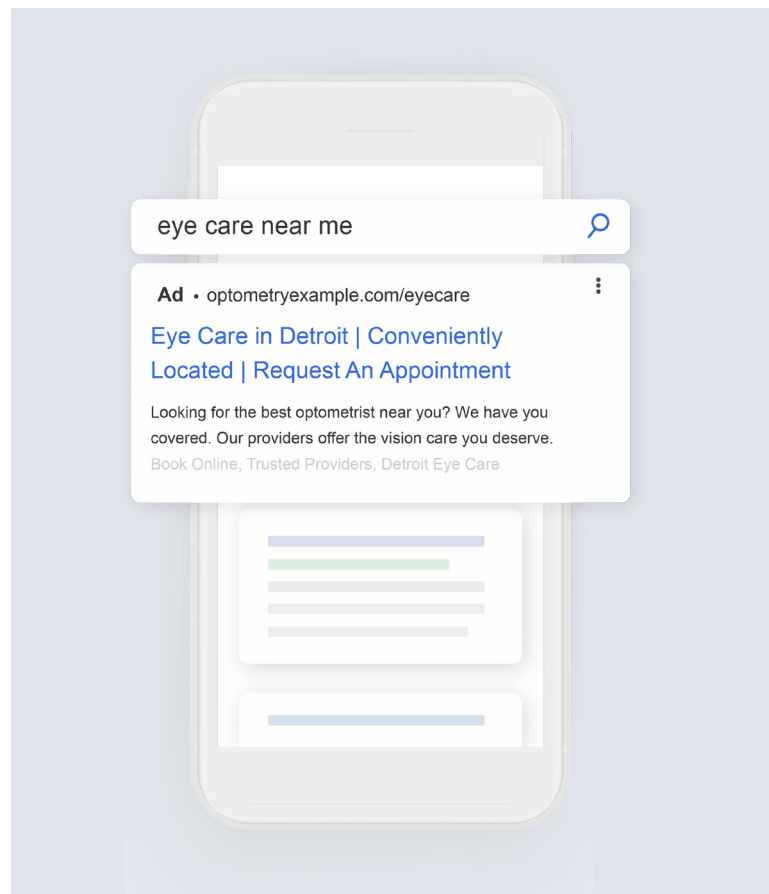 eye care near me
Ad • optometryexample.com/eyecare
Eye Care in Detroit | Conveniently
Located | Request An Appointment
Looking for the best optometrist near you? We have you
covered. Our providers offer the vision care you deserve.
Book Online, Trusted Providers, Detroit Eye Care